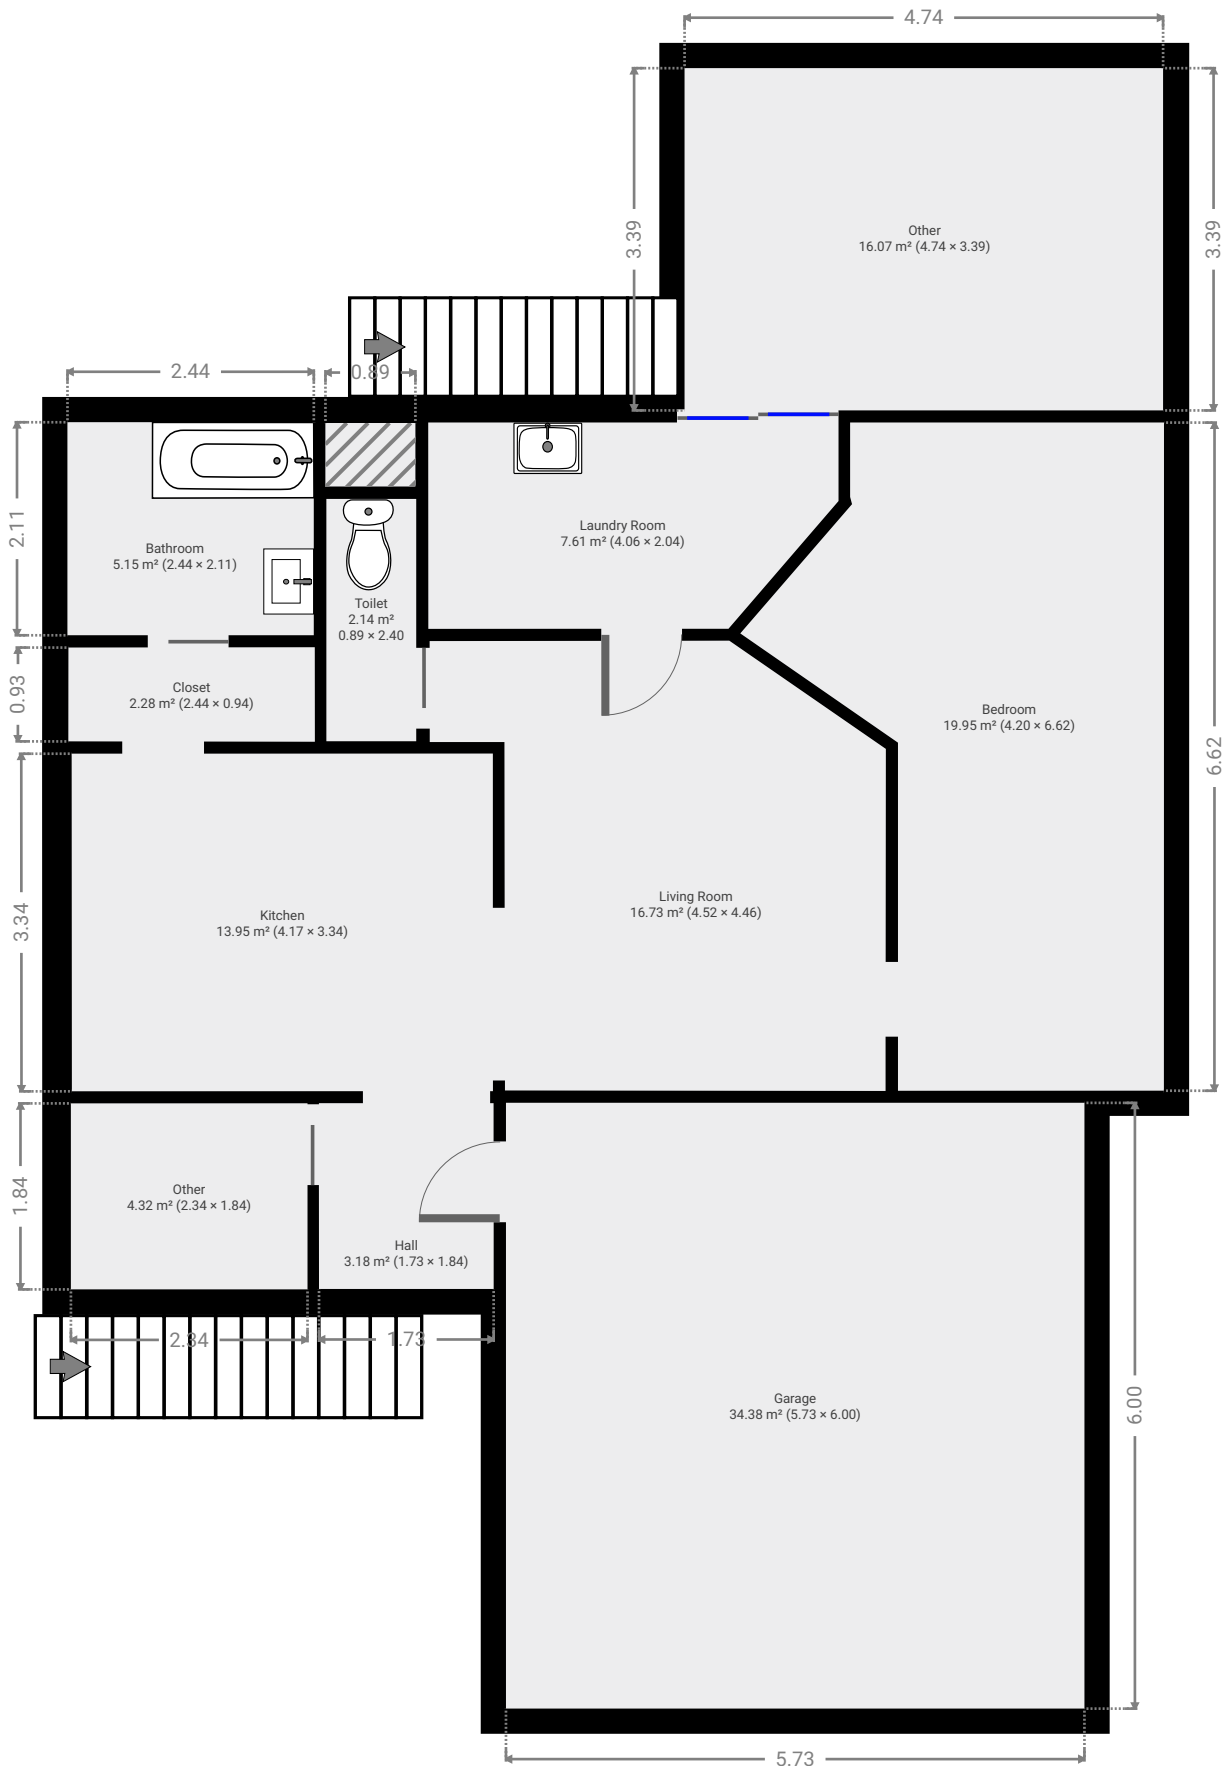 4.74
3.39
3.39
Other
16.07 m² (4.74 × 3.39)
2.44
0.89
2.11
Bathroom
5.15 m² (2.44 × 2.11)
Laundry Room
7.61 m² (4.06 × 2.04)
Toilet
2.14 m²
0.89 × 2.40
0.93
Closet
2.28 m² (2.44 × 0.94)
Bedroom
19.95 m² (4.20 × 6.62)
6.62
3.34
Kitchen
13.95 m² (4.17 × 3.34)
Living Room
16.73 m² (4.52 × 4.46)
1.84
Other
4.32 m² (2.34 × 1.84)
Hall
3.18 m² (1.73 × 1.84)
2.34
1.73
Garage
34.38 m² (5.73 × 6.00)
6.00
5.73